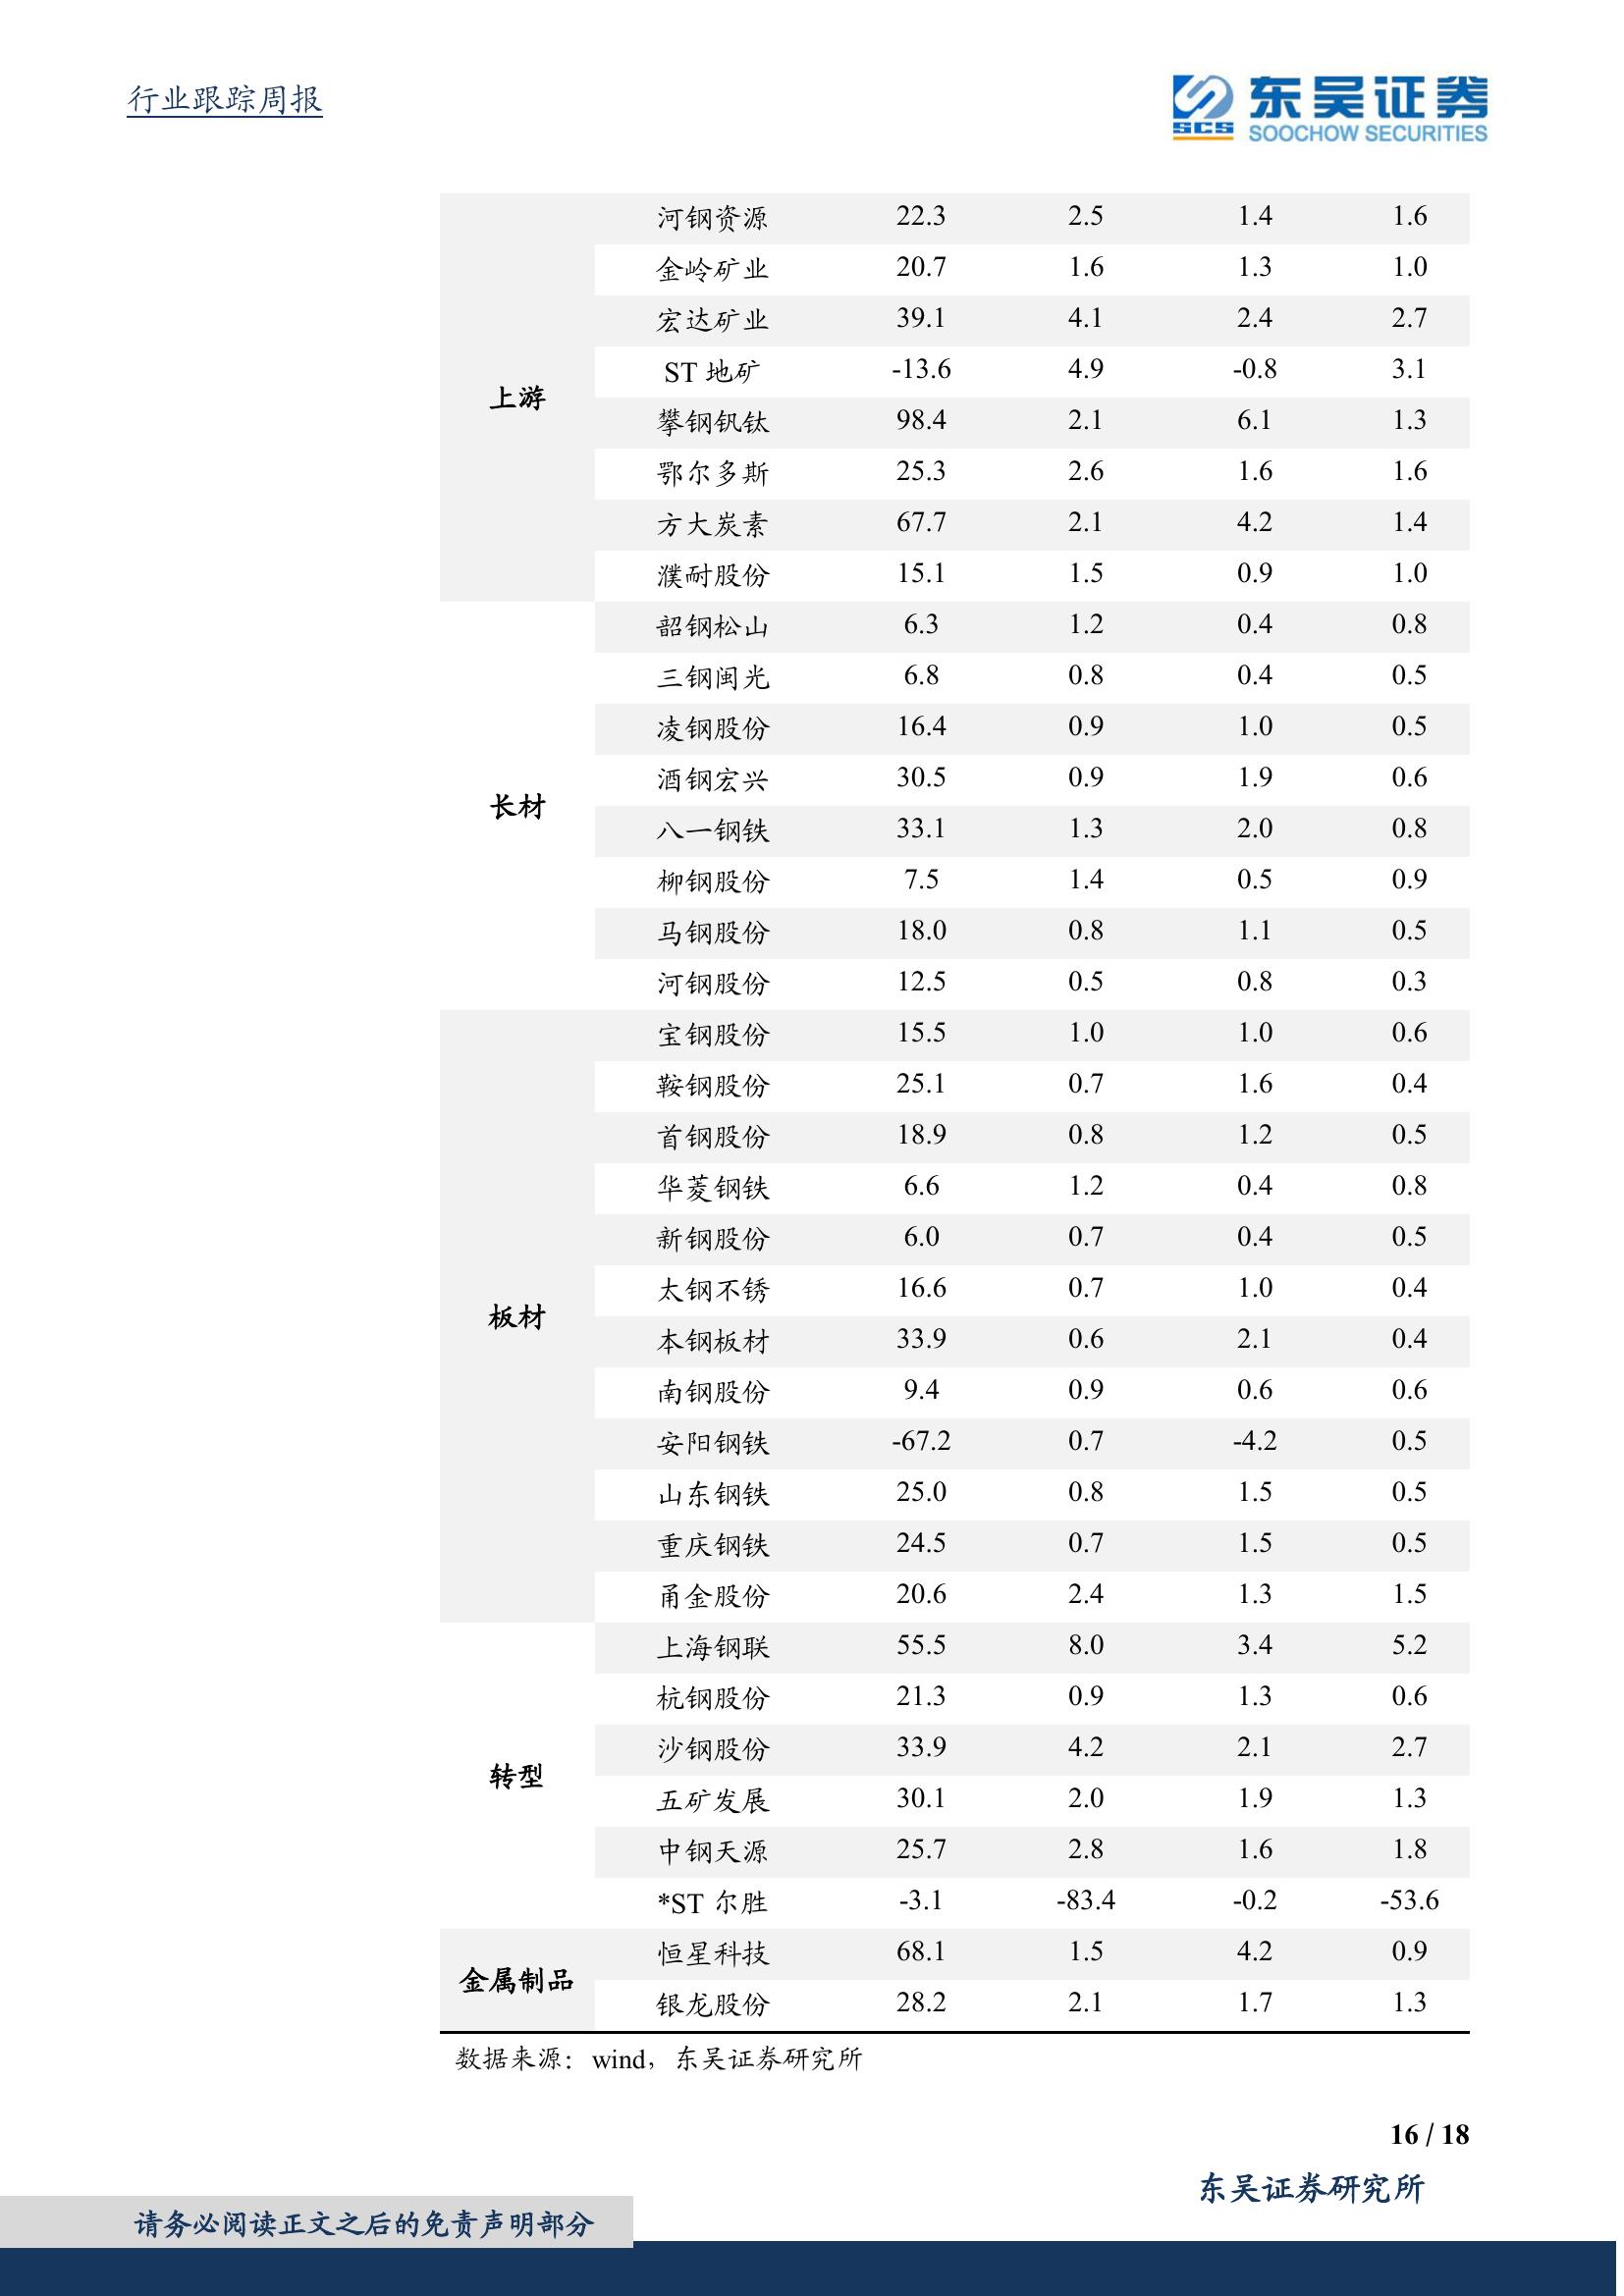 行业跟踪周报
SCS 东吴证券
SOOCHOW SECURITIES
上游
河钢资源 22.3 2.5 1.4 1.6
金岭矿业 20.7 1.6 1.3 1.0
宏达矿业 39.1 4.1 2.4 2.7
ST 地矿 -13.6 4.9 -0.8 3.1
攀钢钒钛 98.4 2.1 6.1 1.3
鄂尔多斯 25.3 2.6 1.6 1.6
方大炭素 67.7 2.1 4.2 1.4
濮耐股份 15.1 1.5 0.9 1.0
长材
韶钢松山 6.3 1.2 0.4 0.8
三钢闽光 6.8 0.8 0.4 0.5
凌钢股份 16.4 0.9 1.0 0.5
酒钢宏兴 30.5 0.9 1.9 0.6
八一钢铁 33.1 1.3 2.0 0.8
柳钢股份 7.5 1.4 0.5 0.9
马钢股份 18.0 0.8 1.1 0.5
河钢股份 12.5 0.5 0.8 0.3
板材
宝钢股份 15.5 1.0 1.0 0.6
鞍钢股份 25.1 0.7 1.6 0.4
首钢股份 18.9 0.8 1.2 0.5
华菱钢铁 6.6 1.2 0.4 0.8
新钢股份 6.0 0.7 0.4 0.5
太钢不锈 16.6 0.7 1.0 0.4
本钢板材 33.9 0.6 2.1 0.4
南钢股份 9.4 0.9 0.6 0.6
安阳钢铁 -67.2 0.7 -4.2 0.5
山东钢铁 25.0 0.8 1.5 0.5
重庆钢铁 24.5 0.7 1.5 0.5
甬金股份 20.6 2.4 1.3 1.5
转型
上海钢联 55.5 8.0 3.4 5.2
杭钢股份 21.3 0.9 1.3 0.6
沙钢股份 33.9 4.2 2.1 2.7
五矿发展 30.1 2.0 1.9 1.3
中钢天源 25.7 2.8 1.6 1.8
*ST 尔胜 -3.1 -83.4 -0.2 -53.6
金属制品
恒星科技 68.1 1.5 4.2 0.9
银龙股份 28.2 2.1 1.7 1.3
数据来源：wind，东吴证券研究所
16 / 18
东吴证券研究所
请务必阅读正文之后的免责声明部分